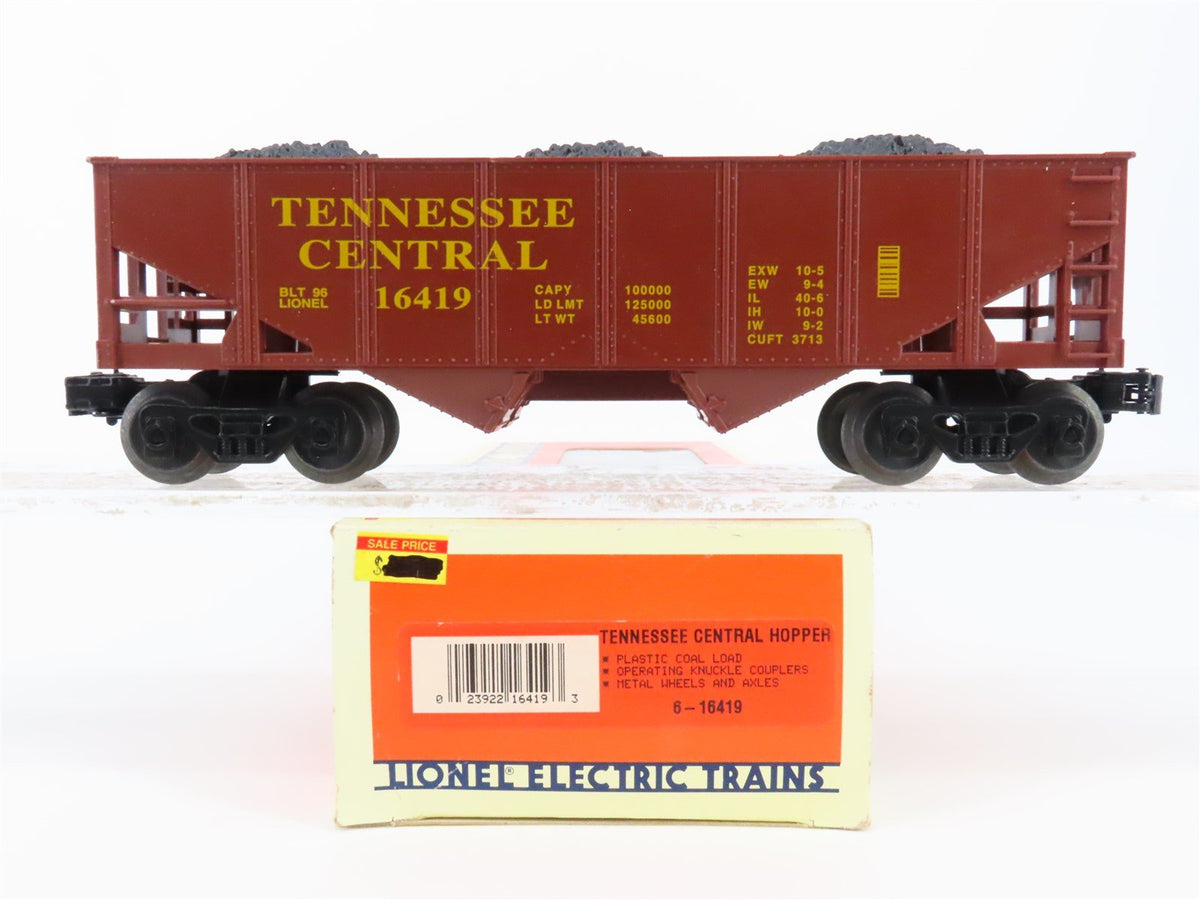 TENNESSEE
CENTRAL
BLT 96
LIONEL
16419
CAPY 100000
LD LMT 125000
LT WT 45600
EXW 10-5
EW 9-4
IL 40-6
IH 10-0
IW 9-2
CUFT 3713
SALE PRICE
$
TENNESSEE CENTRAL HOPPER
* PLASTIC COAL LOAD
* OPERATING KNUCKLE COUPLERS
* METAL WHEELS AND AXLES
0 23922 16419 3
6-16419
LIONEL® ELECTRIC TRAINS